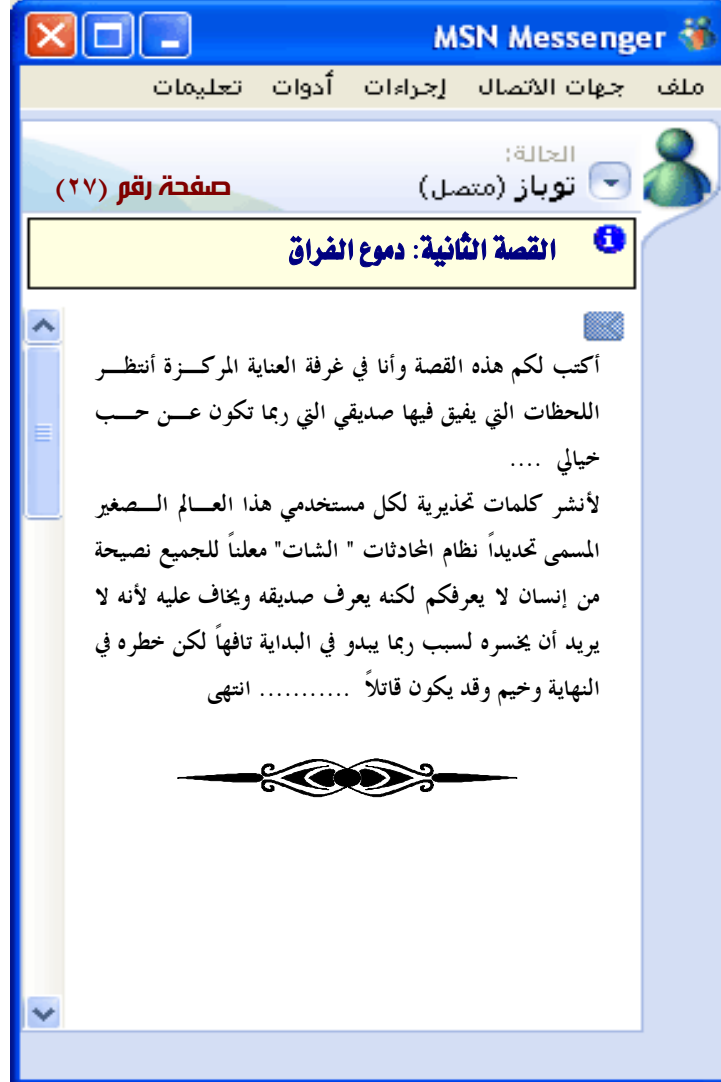 MSN Messenger
ملف جهات الاتصال إجراءات أدوات تعليمات
الحالة:
توباز (متصل)
صفحة رقم (٢٧)
القصة الثانية: دموع الفراق
أكتب لكم هذه القصة وأنا في غرفة العناية المركـــزة أنتظـــر
اللحظات التي يفيق فيها صديقي التي ربما تكون عـــن حـــب
خيالي ....
لأنشر كلمات تحذيرية لكل مستخدمي هذا العـــالم الـــصغير
المسمى تحديداً نظام المحادثات " الشات" معلناً للجميع نصيحة
من إنسان لا يعرفكم لكنه يعرف صديقه ويخاف عليه لأنه لا
يريد أن يخسره لسبب ربما يبدو في البداية تافهاً لكن خطره في
النهاية وخيم وقد يكون قاتلاً ........... انتهى